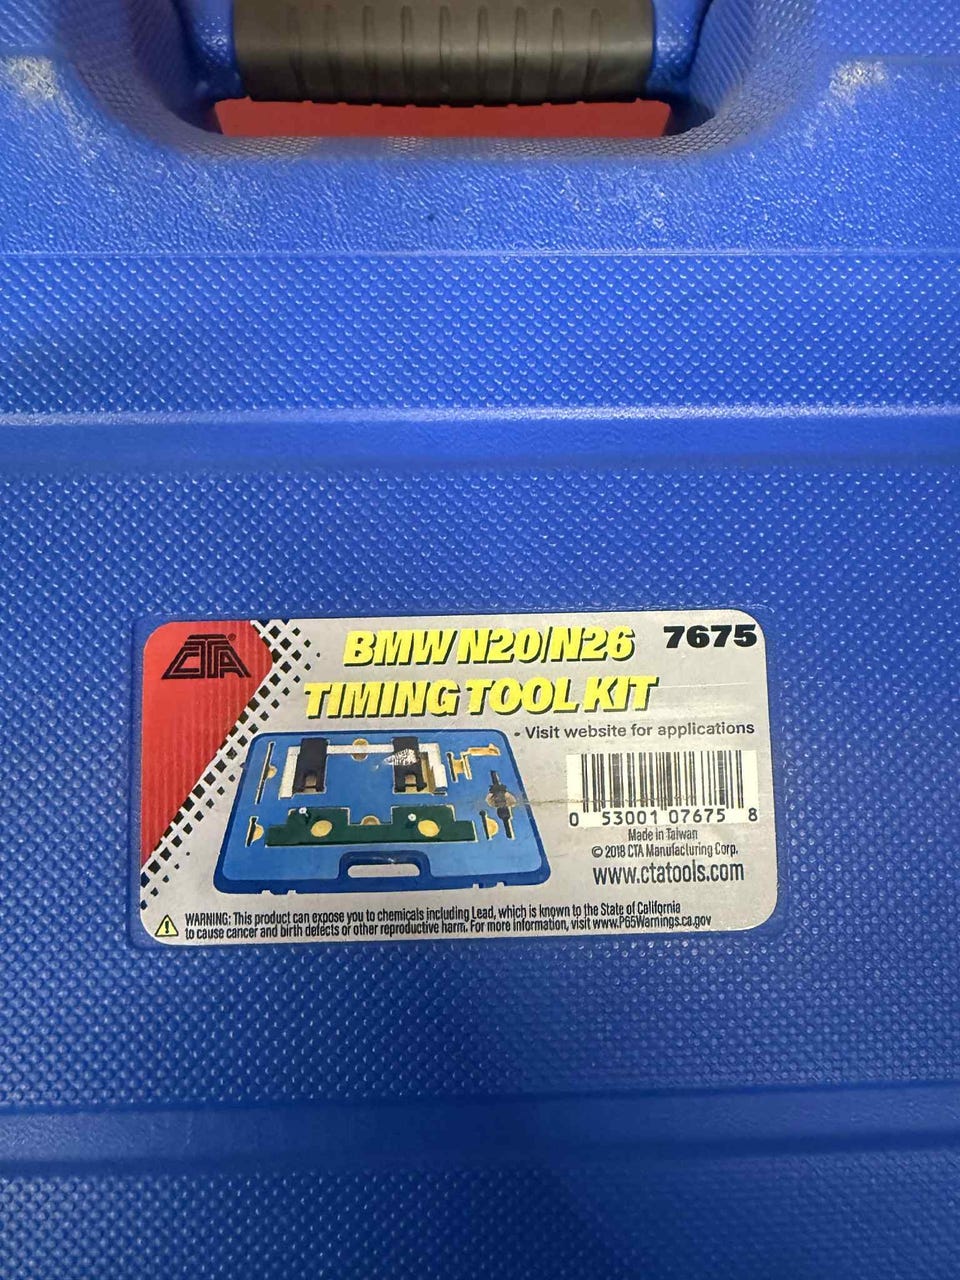 CTA®
BMW N20/N26 7675
TIMING TOOL KIT
• Visit website for applications
0 53001 07675 8
Made in Taiwan
© 2018 CTA Manufacturing Corp.
www.ctatools.com
WARNING: This product can expose you to chemicals including Lead, which is known to the State of California
to cause cancer and birth defects or other reproductive harm. For more information, visit www.P65Warnings.ca.gov